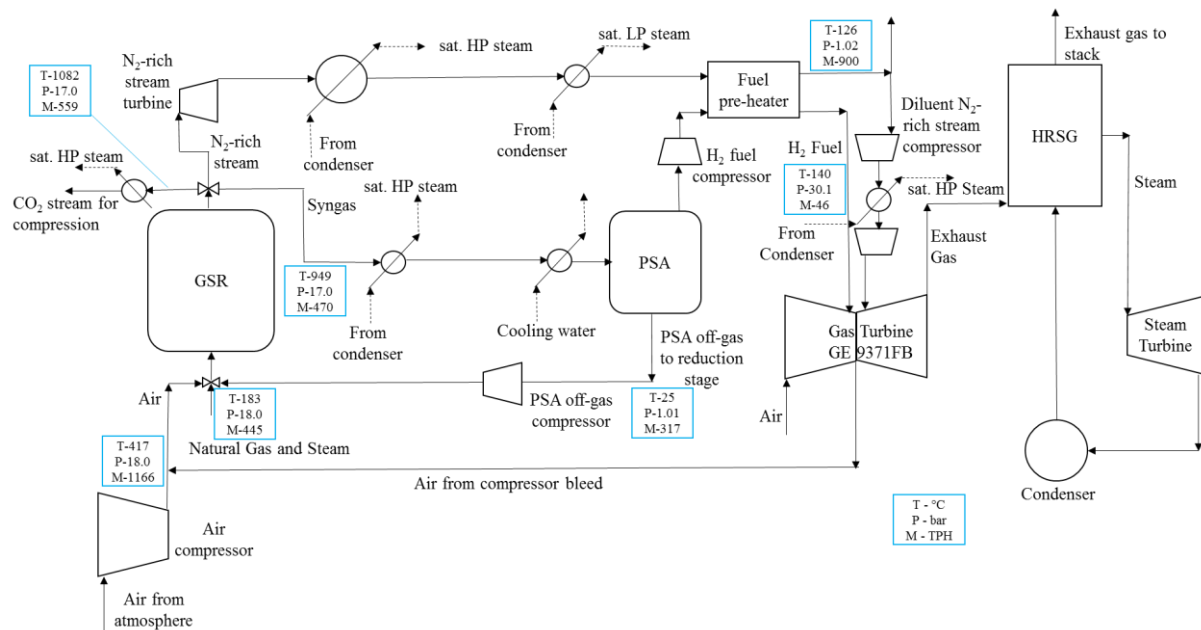 sat. HP steam
sat. LP steam
T-126
P-1.02
M-900
Exhaust gas to
stack
T-1082
P-17.0
M-559
N₂-rich
stream
turbine
Fuel
pre-heater
HRSG
Diluent N₂-
rich stream
compressor
N₂-rich
stream
From
condenser
From
condenser
H₂ fuel
compressor
H₂ Fuel
T-140
P-30.1
M-46
sat. HP Steam
Steam
sat. HP steam
CO₂ stream for
compression
Syngas
sat. HP steam
From
Condenser
Exhaust
Gas
GSR
PSA
T-949
P-17.0
M-470
From
condenser
Cooling water
PSA off-gas
to reduction
stage
Gas Turbine
GE 9371FB
Steam
Turbine
Air
T-183
P-18.0
M-445
PSA off-gas
compressor
T-25
P-1.01
M-317
Air
Natural Gas and Steam
T-417
P-18.0
M-1166
Air from compressor bleed
Condenser
T - °C
P - bar
M - TPH
Air
compressor
Air from
atmosphere